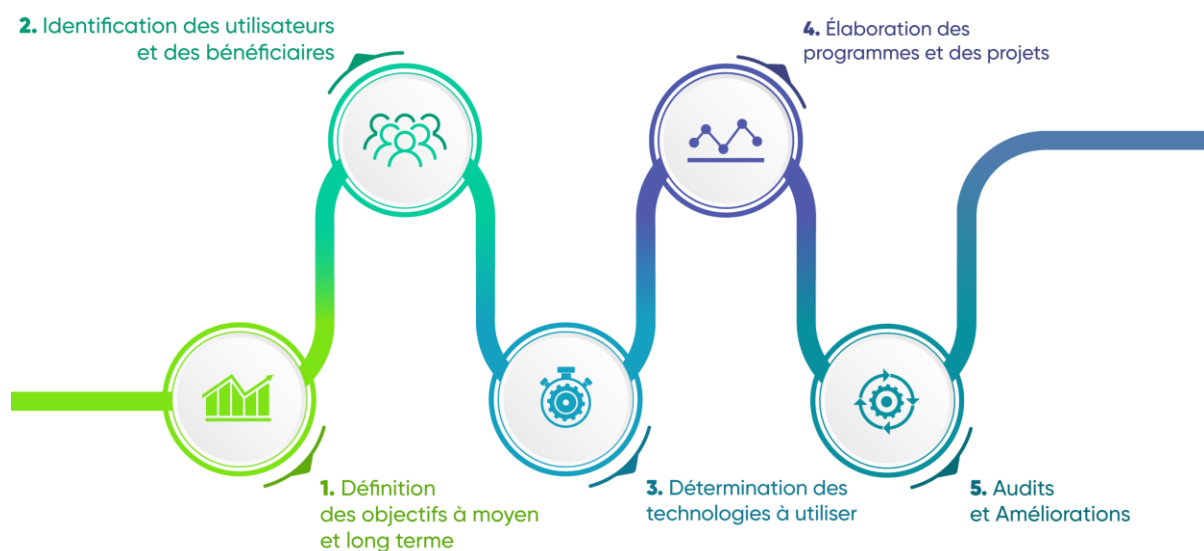 2. Identification des utilisateurs
et des bénéficiaires
4. Élaboration des
programmes et des projets
1. Définition
des objectifs à moyen
et long terme
3. Détermination des
technologies à utiliser
5. Audits
et Améliorations